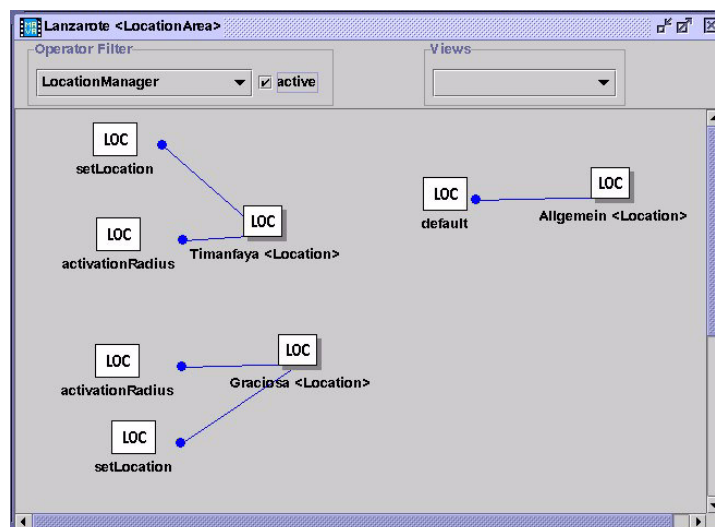 Lanzarote <LocationArea>
Operator Filter
Views
LocationManager
active
LOC
setLocation
LOC
activationRadius
LOC
Timanfaya <Location>
LOC
default
LOC
Allgemein <Location>
LOC
activationRadius
LOC
Graciosa <Location>
LOC
setLocation